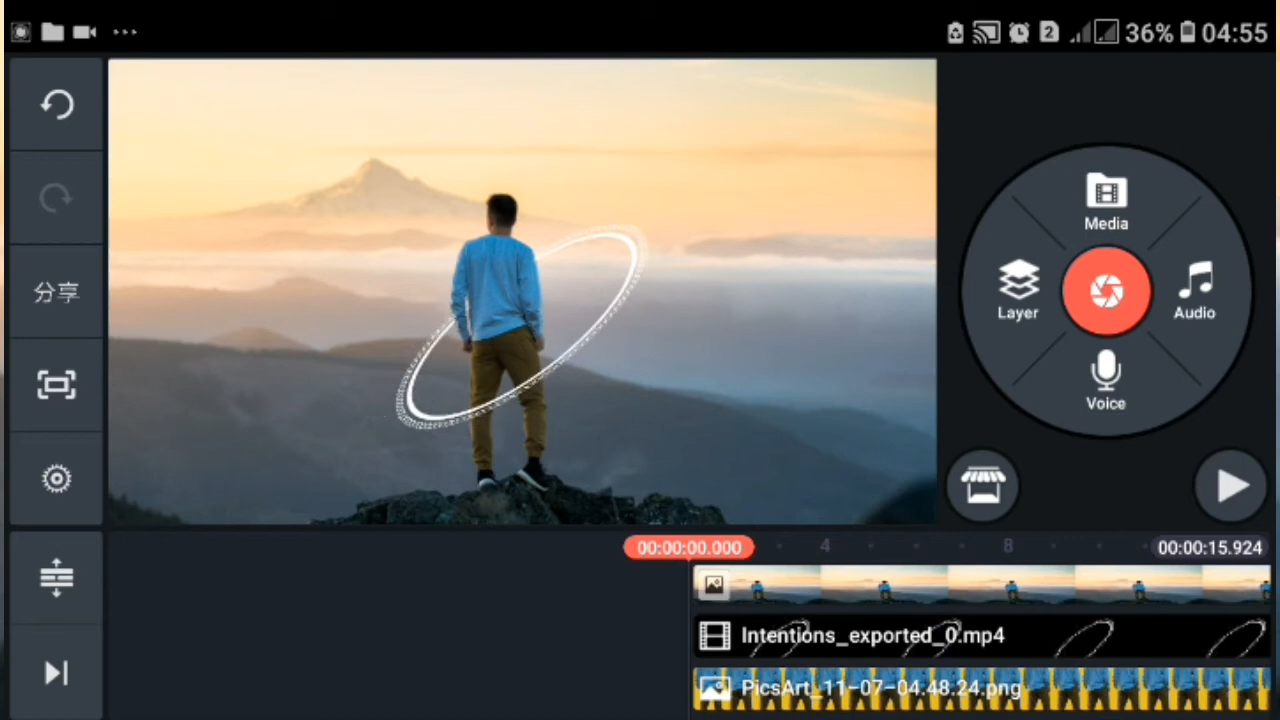 2 36% 04:55
分享
Media
Layer
Audio
Voice
00:00:00.000 4 8 00:00:15.924
Intentions_exported_0.mp4
PicsArt_11-07-04.48.24.png